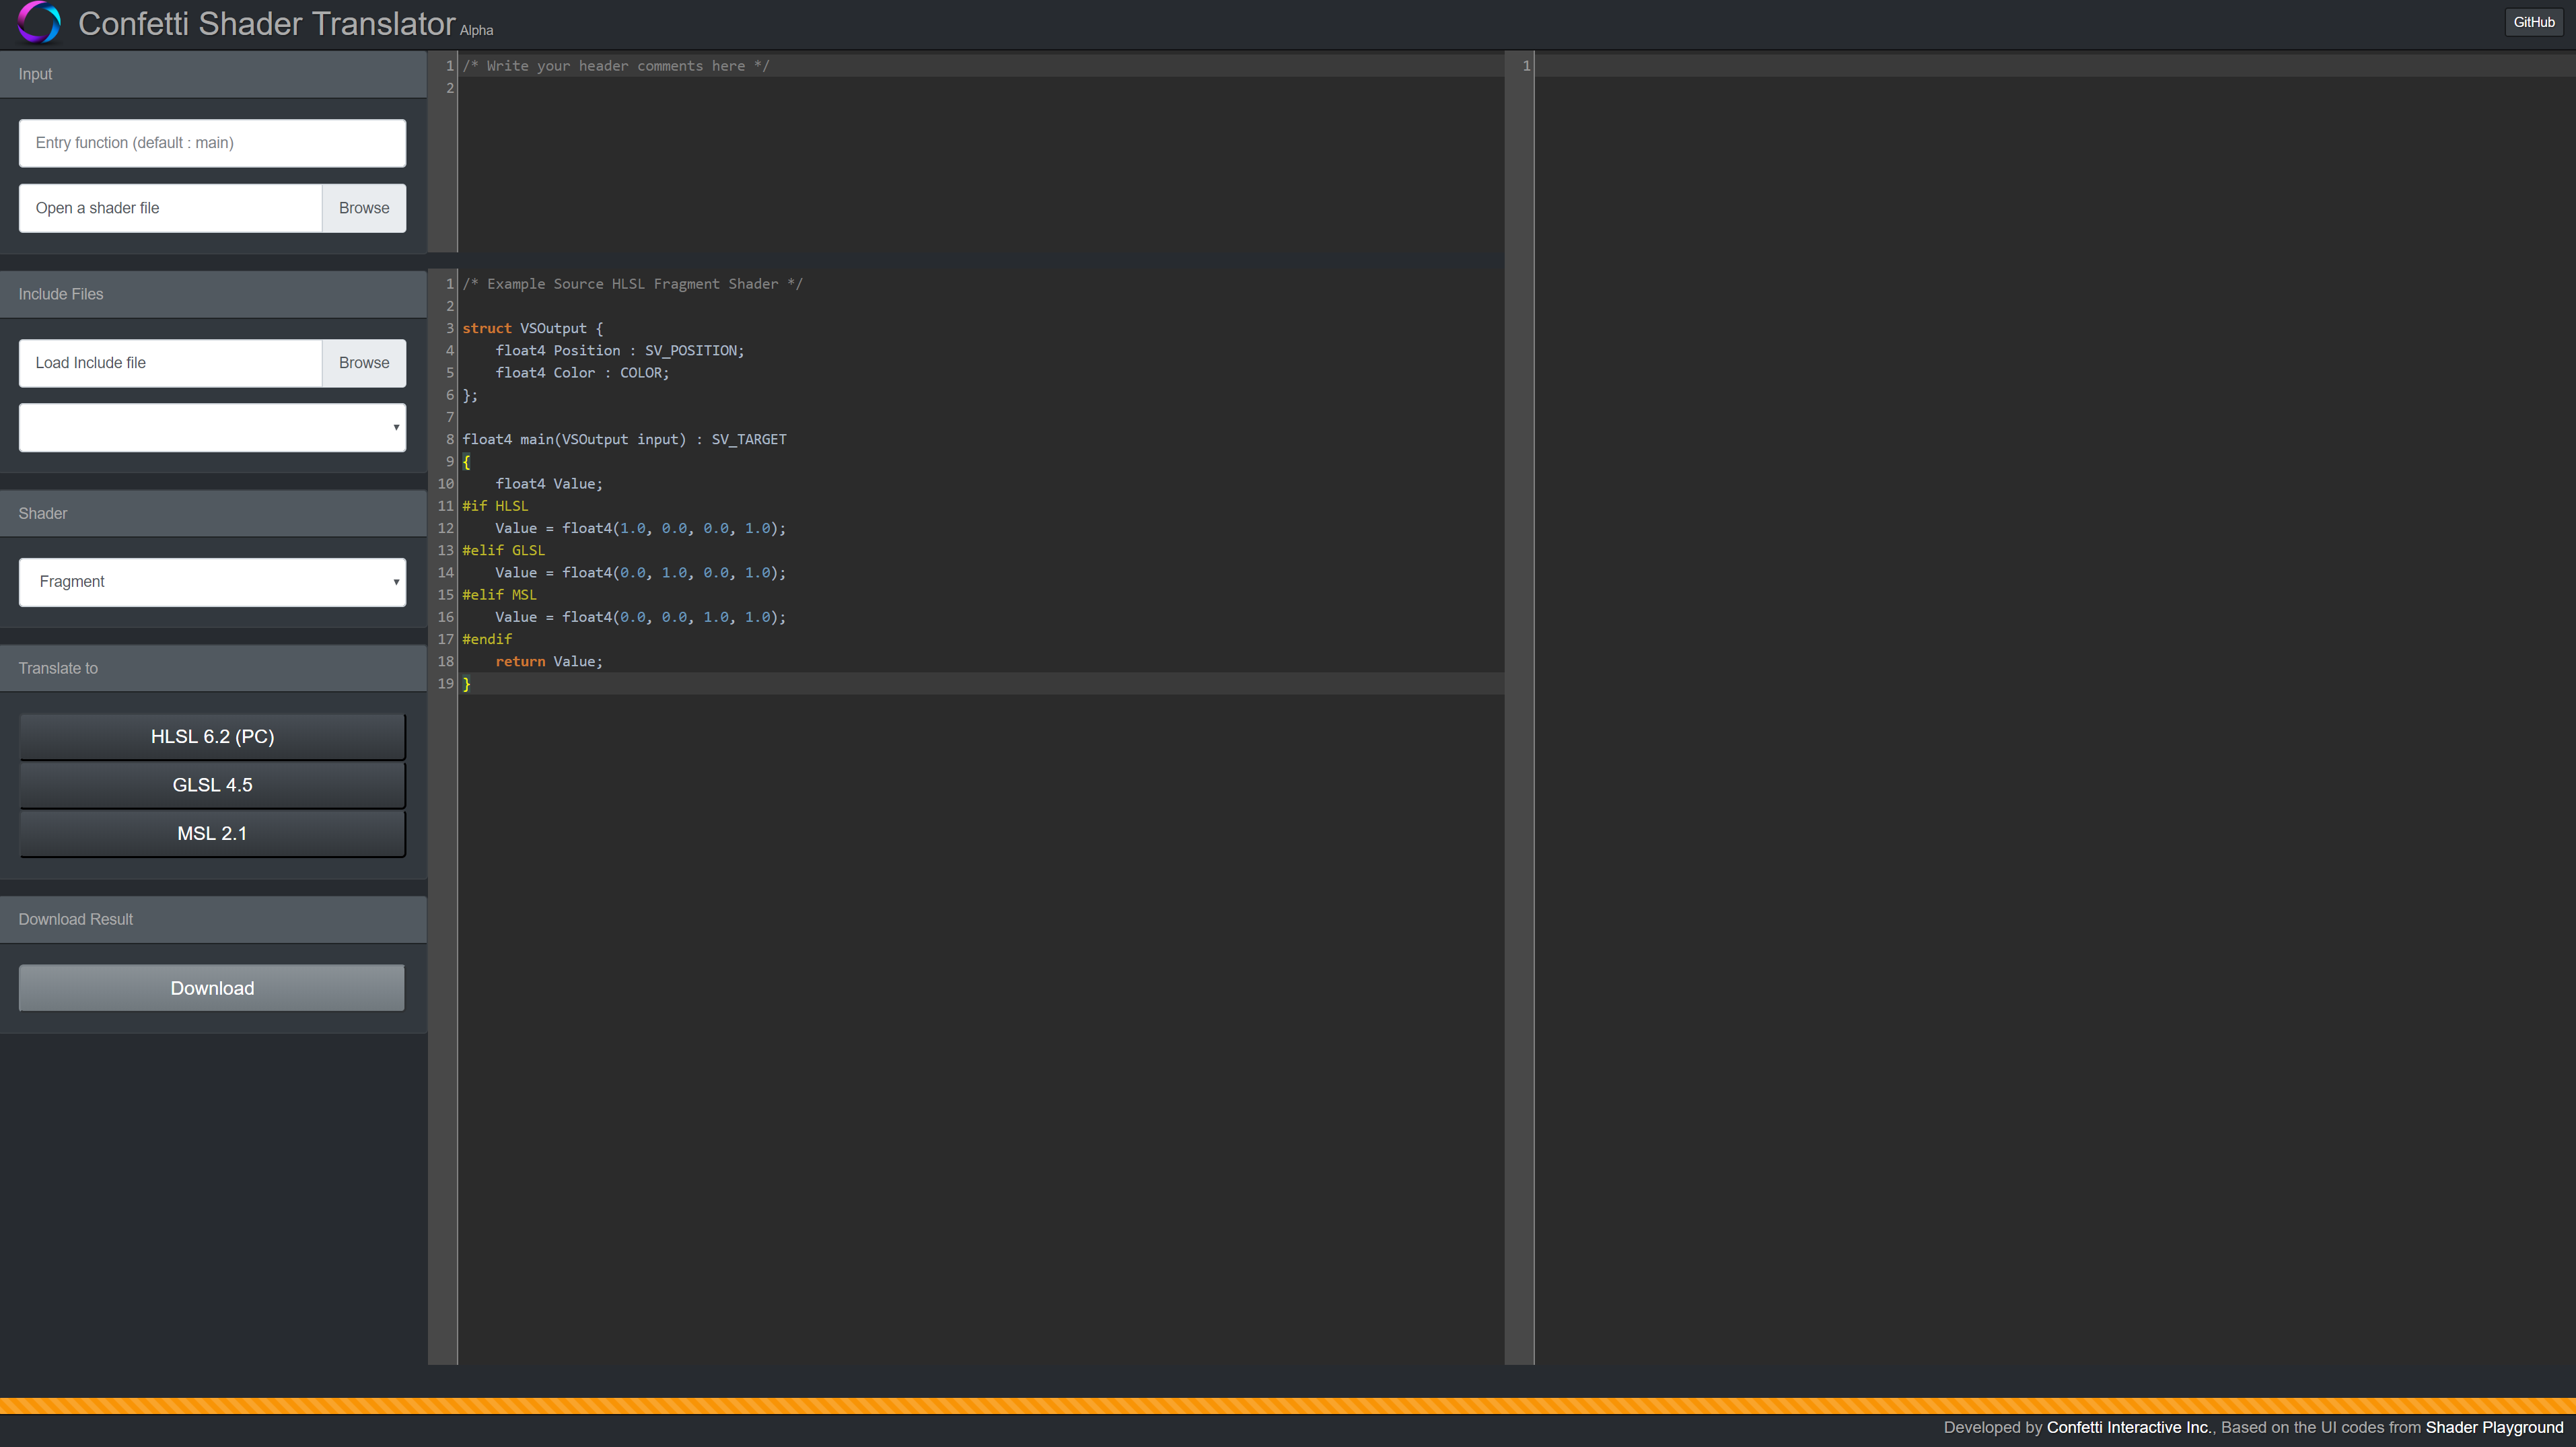 Confetti Shader Translator Alpha
GitHub
Input
Entry function (default : main)
Open a shader file Browse
Include Files
Load Include file Browse
Shader
Fragment
Translate to
HLSL 6.2 (PC)
GLSL 4.5
MSL 2.1
Download Result
Download
1 /* Write your header comments here */
2
1 /* Example Source HLSL Fragment Shader */
2
3 struct VSOutput {
4     float4 Position : SV_POSITION;
5     float4 Color : COLOR;
6 };
7
8 float4 main(VSOutput input) : SV_TARGET
9 {
10     float4 Value;
11 #if HLSL
12     Value = float4(1.0, 0.0, 0.0, 1.0);
13 #elif GLSL
14     Value = float4(0.0, 1.0, 0.0, 1.0);
15 #elif MSL
16     Value = float4(0.0, 0.0, 1.0, 1.0);
17 #endif
18     return Value;
19 }
1
Developed by Confetti Interactive Inc., Based on the UI codes from Shader Playground